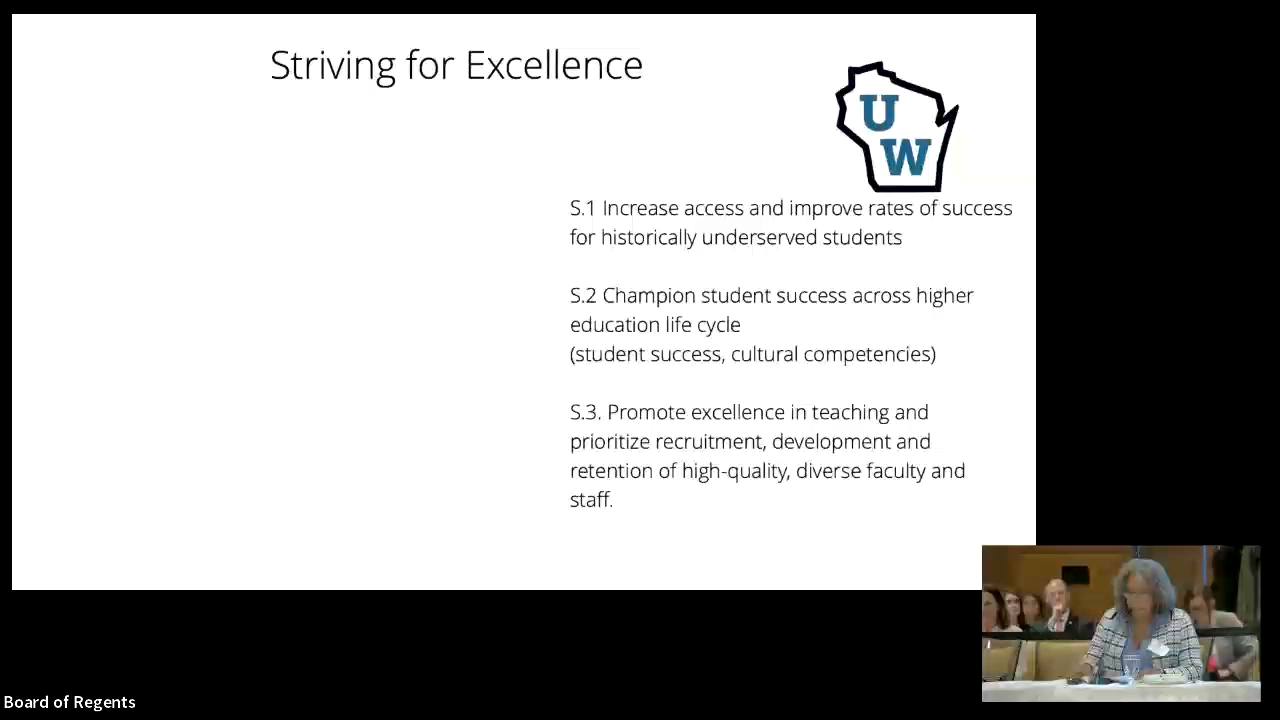 Striving for Excellence
U
W
S.1 Increase access and improve rates of success
for historically underserved students
S.2 Champion student success across higher
education life cycle
(student success, cultural competencies)
S.3. Promote excellence in teaching and
prioritize recruitment, development and
retention of high-quality, diverse faculty and
staff.
Board of Regents